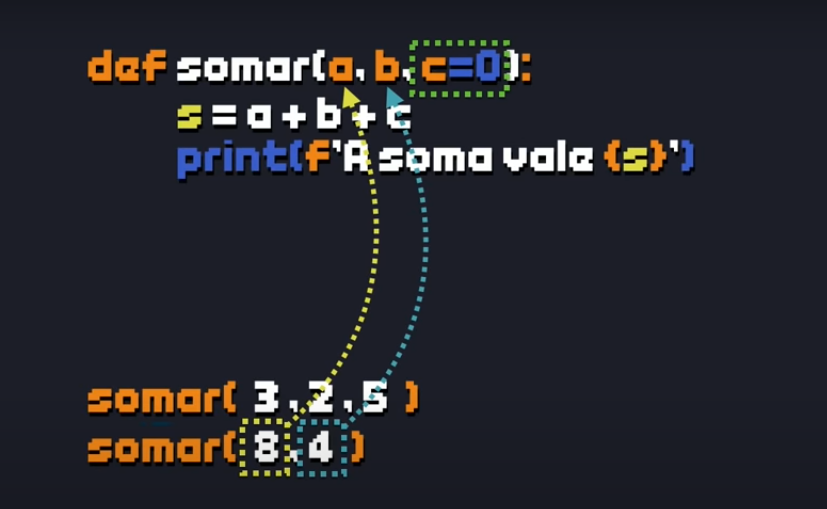 def somar(a, b, c=0):
s = a + b + c
print(f'A soma vale {s}')
somar( 3 , 2 , 5 )
somar( 8 , 4 )